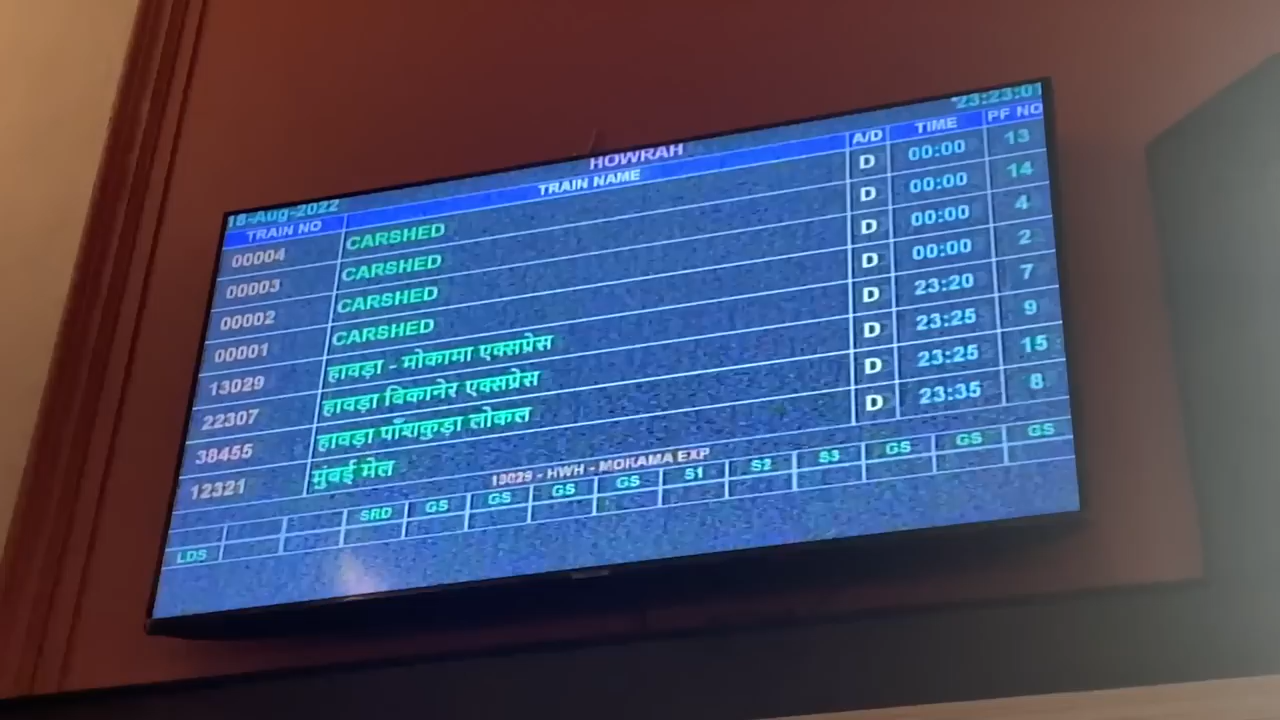 HOWRAH 23:23:01
18-Aug-2022
TRAIN NO TRAIN NAME A/D TIME PF NO
00004 CARSHED D 00:00 13
00003 CARSHED D 00:00 14
00002 CARSHED D 00:00 4
00001 CARSHED D 00:00 2
13029 हावड़ा - मोकामा एक्सप्रेस D 23:20 7
22307 हावड़ा विकानेर एक्सप्रेस D 23:25 9
38455 हावड़ा पाँशकुड़ा लोकल D 23:25 15
12321 मुंबई मेल D 23:35 8
13029 - HWH - MOKAMA EXP
SRD GS GS GS GS S1 S2 S3 GS GS GS
LDS